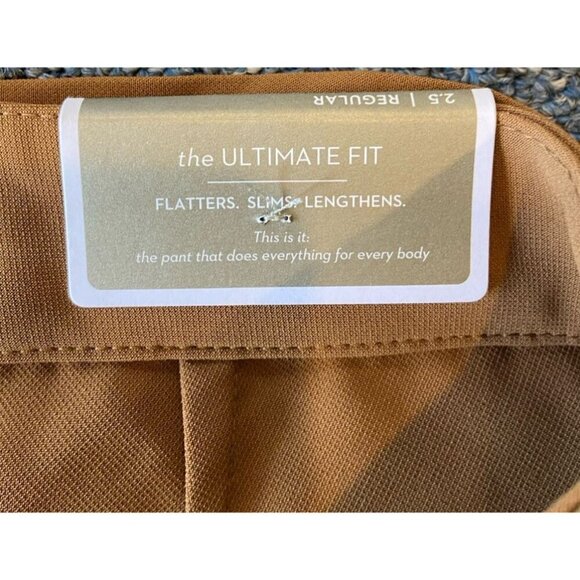 2.5 | REGULAR
the ULTIMATE FIT
FLATTERS. SLIMS. LENGTHENS.
This is it:
the pant that does everything for every body